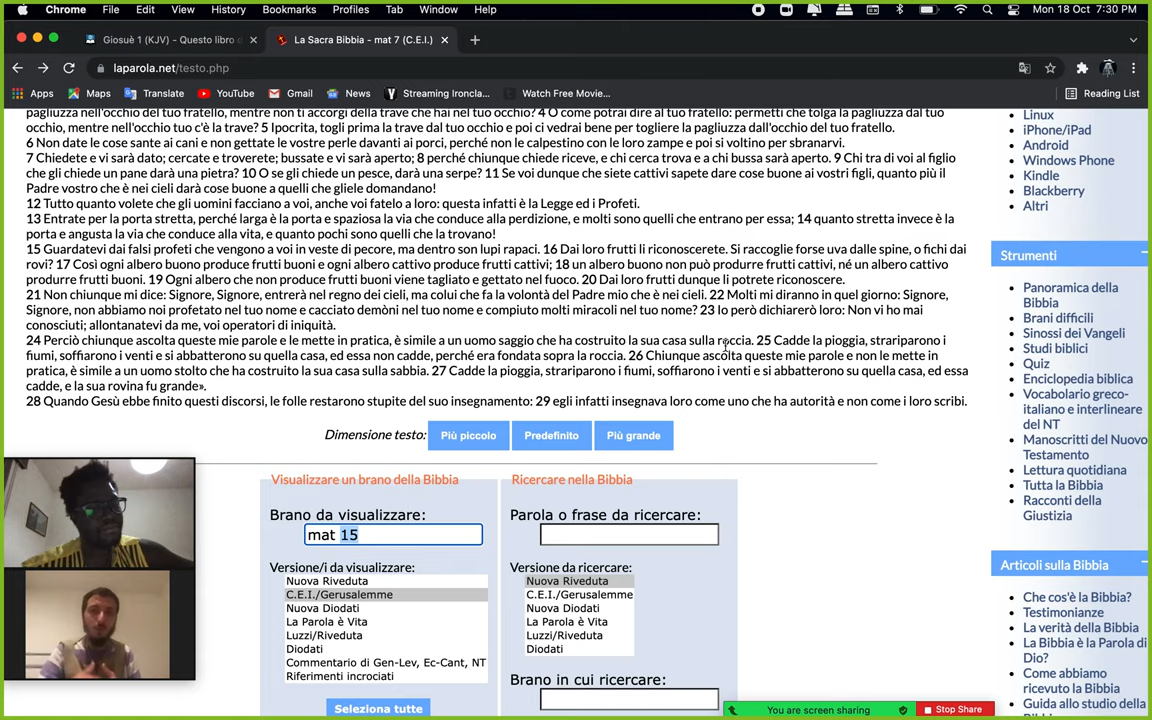 Chrome File Edit View History Bookmarks Profiles Tab Window Help Mon 18 Oct 7:30 PM
Giosuè 1 (KJV) - Questo libro d La Sacra Bibbia - mat 7 (C.E.I.)
laparola.net/testo.php
Apps Maps Translate YouTube Gmail News Streaming Ironcla... Watch Free Movie... Reading List
pagliuzza nell'occhio del tuo fratello, mentre non ti accorgi della trave che hai nel tuo occhio? 4 O come potrai dire al tuo fratello: permetti che tolga la pagliuzza dal tuo
occhio, mentre nell'occhio tuo c'è la trave? 5 Ipocrita, togli prima la trave dal tuo occhio e poi ci vedrai bene per togliere la pagliuzza dall'occhio del tuo fratello.
6 Non date le cose sante ai cani e non gettate le vostre perle davanti ai porci, perché non le calpestino con le loro zampe e poi si voltino per sbranarvi.
7 Chiedete e vi sarà dato; cercate e troverete; bussate e vi sarà aperto; 8 perché chiunque chiede riceve, e chi cerca trova e a chi bussa sarà aperto. 9 Chi tra di voi al figlio
che gli chiede un pane darà una pietra? 10 O se gli chiede un pesce, darà una serpe? 11 Se voi dunque che siete cattivi sapete dare cose buone ai vostri figli, quanto più il
Padre vostro che è nei cieli darà cose buone a quelli che gliele domandano!
12 Tutto quanto volete che gli uomini facciano a voi, anche voi fatelo a loro: questa infatti è la Legge ed i Profeti.
13 Entrate per la porta stretta, perché larga è la porta e spaziosa la via che conduce alla perdizione, e molti sono quelli che entrano per essa; 14 quanto stretta invece è la
porta e angusta la via che conduce alla vita, e quanto pochi sono quelli che la trovano!
15 Guardatevi dai falsi profeti che vengono a voi in veste di pecore, ma dentro son lupi rapaci. 16 Dai loro frutti li riconoscerete. Si raccoglie forse uva dalle spine, o fichi dai
rovi? 17 Così ogni albero buono produce frutti buoni e ogni albero cattivo produce frutti cattivi; 18 un albero buono non può produrre frutti cattivi, né un albero cattivo
produrre frutti buoni. 19 Ogni albero che non produce frutti buoni viene tagliato e gettato nel fuoco. 20 Dai loro frutti dunque li potrete riconoscere.
21 Non chiunque mi dice: Signore, Signore, entrerà nel regno dei cieli, ma colui che fa la volontà del Padre mio che è nei cieli. 22 Molti mi diranno in quel giorno: Signore,
Signore, non abbiamo noi profetato nel tuo nome e cacciato demòni nel tuo nome e compiuto molti miracoli nel tuo nome? 23 Io però dichiarerò loro: Non vi ho mai
conosciuti; allontanatevi da me, voi operatori di iniquità.
24 Perciò chiunque ascolta queste mie parole e le mette in pratica, è simile a un uomo saggio che ha costruito la sua casa sulla roccia. 25 Cadde la pioggia, strariparono i
fiumi, soffiarono i venti e si abbatterono su quella casa, ed essa non cadde, perché era fondata sopra la roccia. 26 Chiunque ascolta queste mie parole e non le mette in
pratica, è simile a un uomo stolto che ha costruito la sua casa sulla sabbia. 27 Cadde la pioggia, strariparono i fiumi, soffiarono i venti e si abbatterono su quella casa, ed essa
cadde, e la sua rovina fu grande».
28 Quando Gesù ebbe finito questi discorsi, le folle restarono stupite del suo insegnamento: 29 egli infatti insegnava loro come uno che ha autorità e non come i loro scribi.
Dimensione testo: Più piccolo Predefinito Più grande
Visualizzare un brano della Bibbia
Brano da visualizzare:
mat 15
Versione/i da visualizzare:
Nuova Riveduta
C.E.I./Gerusalemme
Nuova Diodati
La Parola è Vita
Luzzi/Riveduta
Diodati
Commentario di Gen-Lev, Ec-Cant, NT
Riferimenti incrociati
Seleziona tutte
Ricercare nella Bibbia
Parola o frase da ricercare:
Versione da ricercare:
Nuova Riveduta
C.E.I./Gerusalemme
Nuova Diodati
La Parola è Vita
Luzzi/Riveduta
Diodati
Brano in cui ricercare:
Linux
iPhone/iPad
Android
Windows Phone
Kindle
Blackberry
Altri
Strumenti
Panoramica della
Bibbia
Brani difficili
Sinossi dei Vangeli
Studi biblici
Quiz
Enciclopedia biblica
Vocabolario greco-
italiano e interlineare
del NT
Manoscritti del Nuovo
Testamento
Lettura quotidiana
Tutta la Bibbia
Racconti della
Giustizia
Articoli sulla Bibbia
Che cos'è la Bibbia?
Testimonianze
La verità della Bibbia
La Bibbia è la Parola di
Dio?
Come abbiamo
ricevuto la Bibbia
Guida allo studio della
You are screen sharing Stop Share